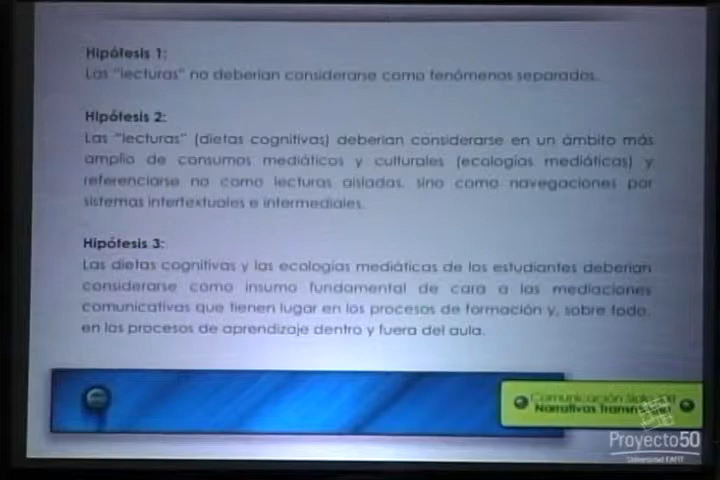 Hipótesis 1:
Las "lecturas" no deberían considerarse como fenómenos separados.
Hipótesis 2:
Las "lecturas" (dietas cognitivas) deberían considerarse en un ámbito más
amplio de consumos mediáticos y culturales (ecologías mediáticas) y
referenciarse no como lecturas aisladas, sino como navegaciones por
sistemas intertextuales e intermediales.
Hipótesis 3:
Las dietas cognitivas y las ecologías mediáticas de los estudiantes deberían
considerarse como insumo fundamental de cara a las mediaciones
comunicativas que tienen lugar en los procesos de formación y, sobre todo,
en los procesos de aprendizaje dentro y fuera del aula.
Comunicación
Narrativas
Proyecto50
Universidad EAFIT